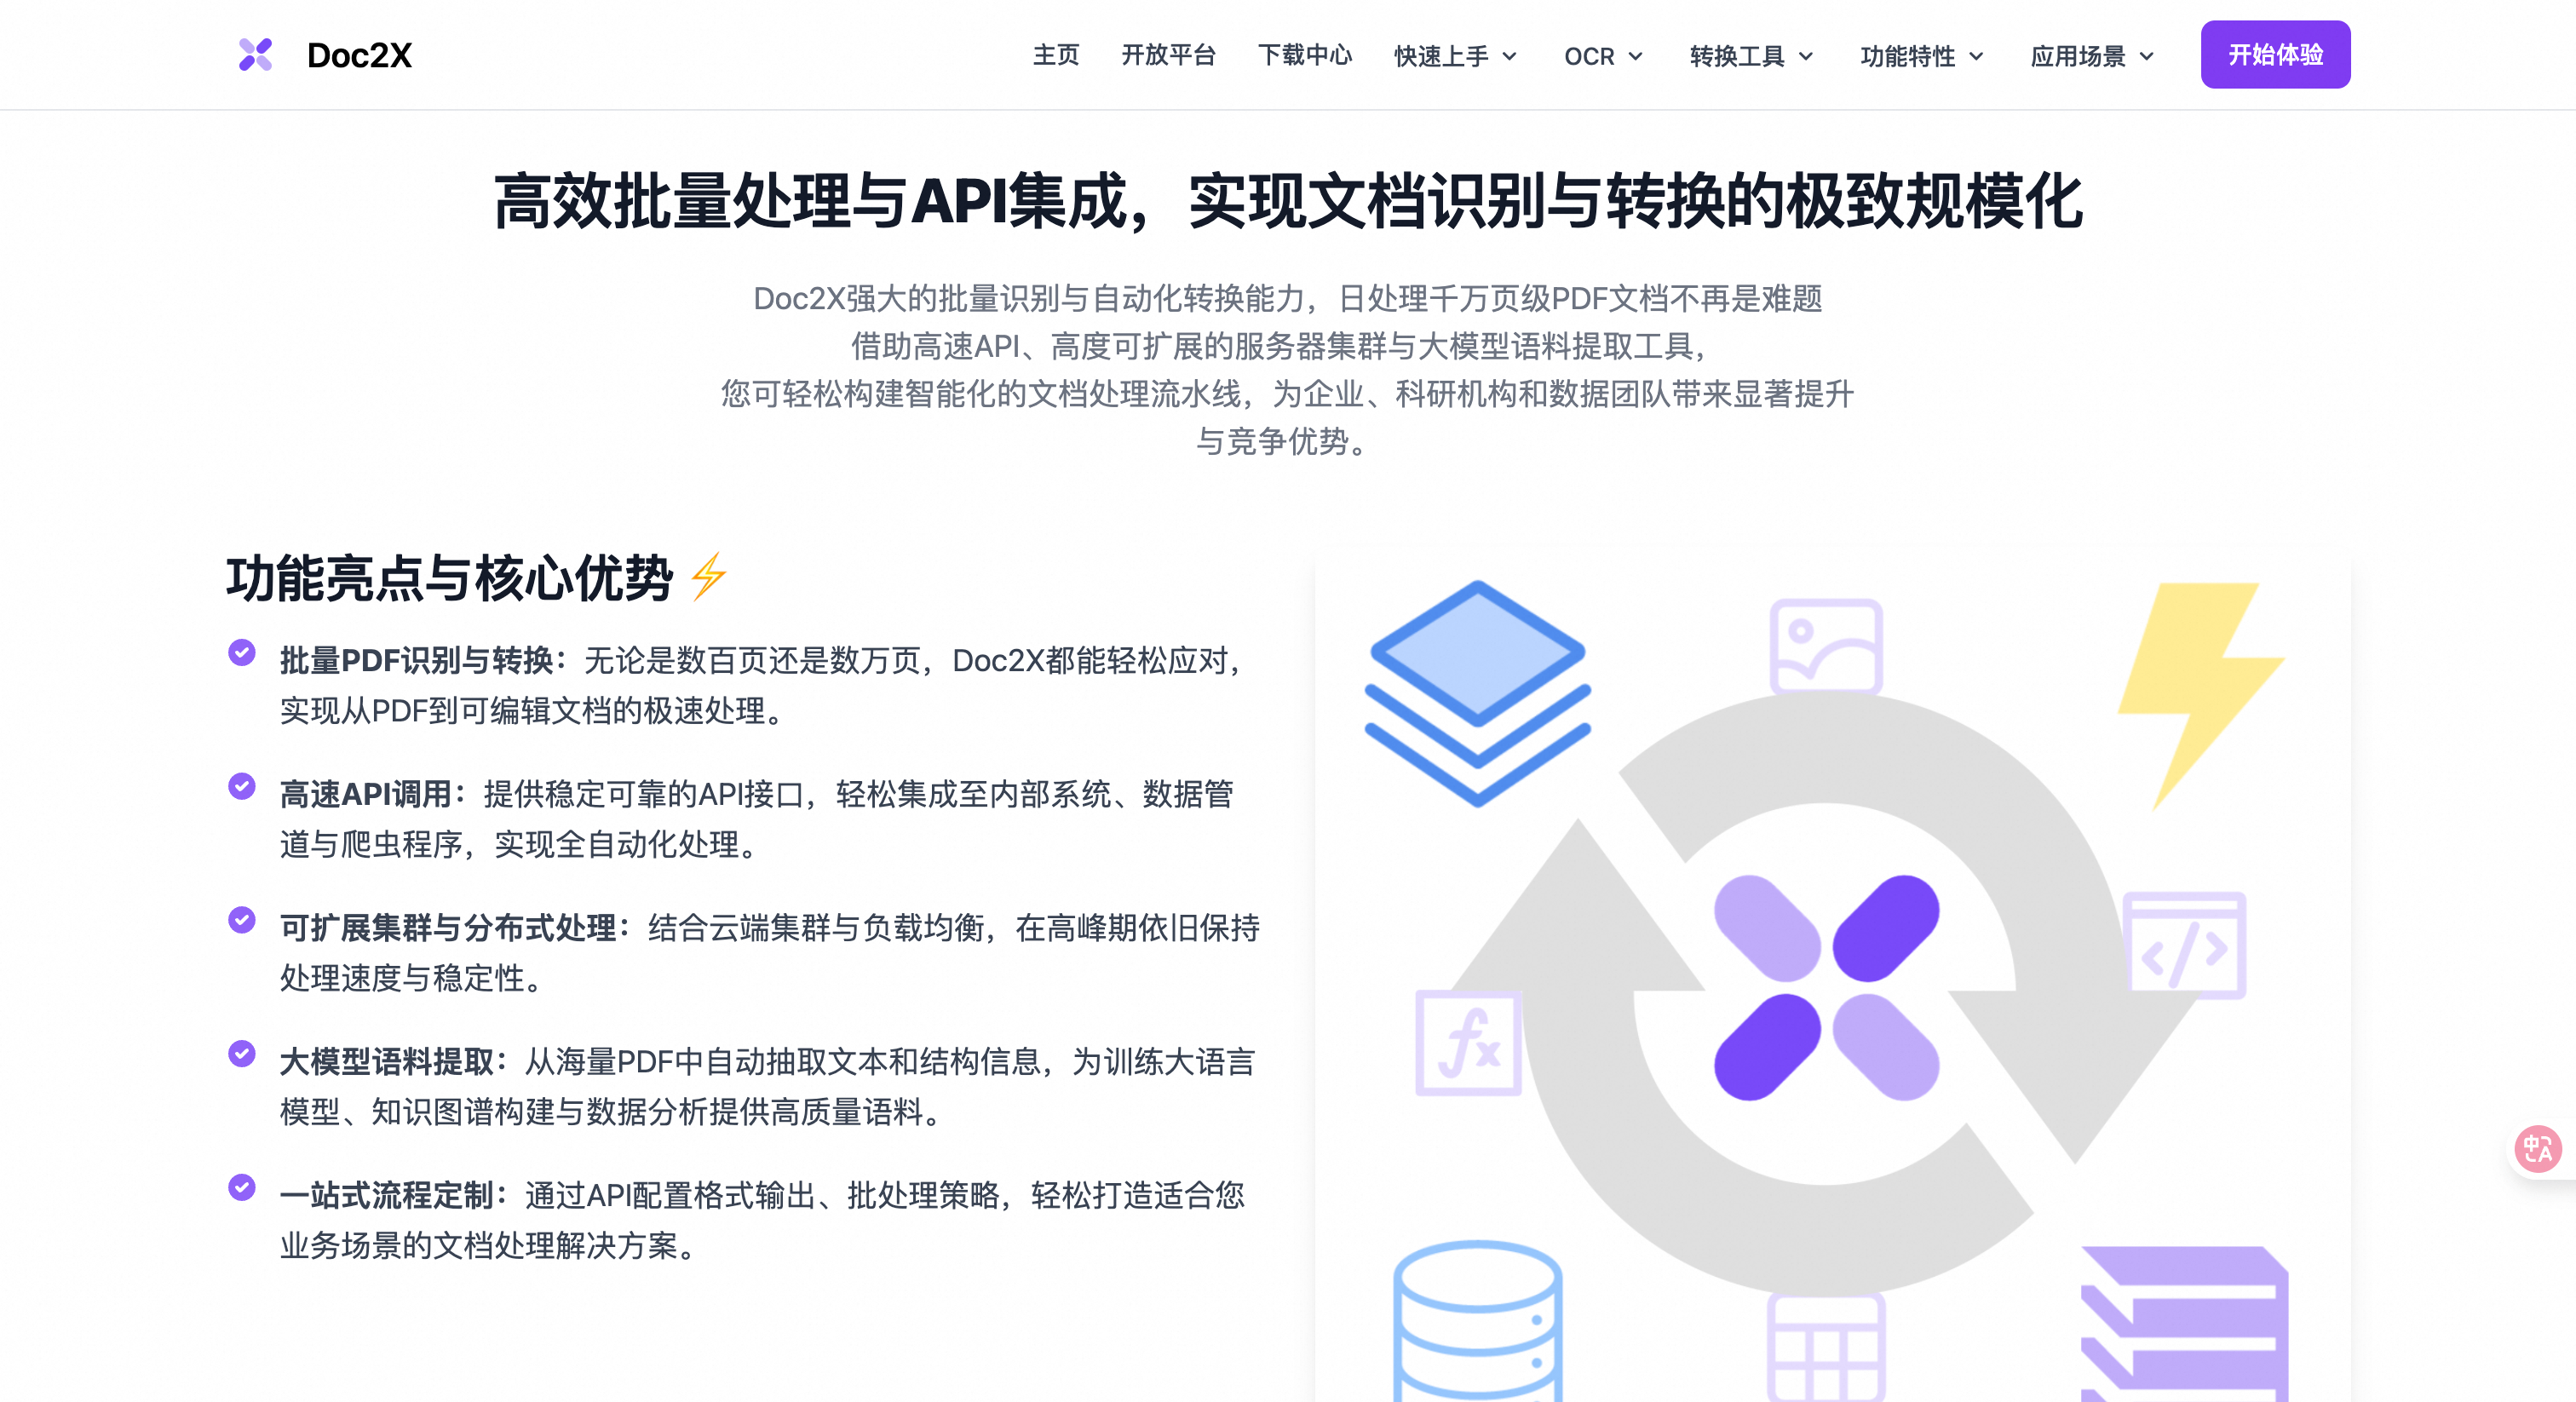 Doc2X
主页 开放平台 下载中心 快速上手 OCR 转换工具 功能特性 应用场景 开始体验
高效批量处理与API集成，实现文档识别与转换的极致规模化
Doc2X强大的批量识别与自动化转换能力，日处理千万页级PDF文档不再是难题
借助高速API、高度可扩展的服务器集群与大模型语料提取工具，
您可轻松构建智能化的文档处理流水线，为企业、科研机构和数据团队带来显著提升
与竞争优势。
功能亮点与核心优势 ⚡
批量PDF识别与转换：无论是数百页还是数万页，Doc2X都能轻松应对，
实现从PDF到可编辑文档的极速处理。
高速API调用：提供稳定可靠的API接口，轻松集成至内部系统、数据管
道与爬虫程序，实现全自动化处理。
可扩展集群与分布式处理：结合云端集群与负载均衡，在高峰期依旧保持
处理速度与稳定性。
大模型语料提取：从海量PDF中自动抽取文本和结构信息，为训练大语言
模型、知识图谱构建与数据分析提供高质量语料。
一站式流程定制：通过API配置格式输出、批处理策略，轻松打造适合您
业务场景的文档处理解决方案。
</>
fx
中A